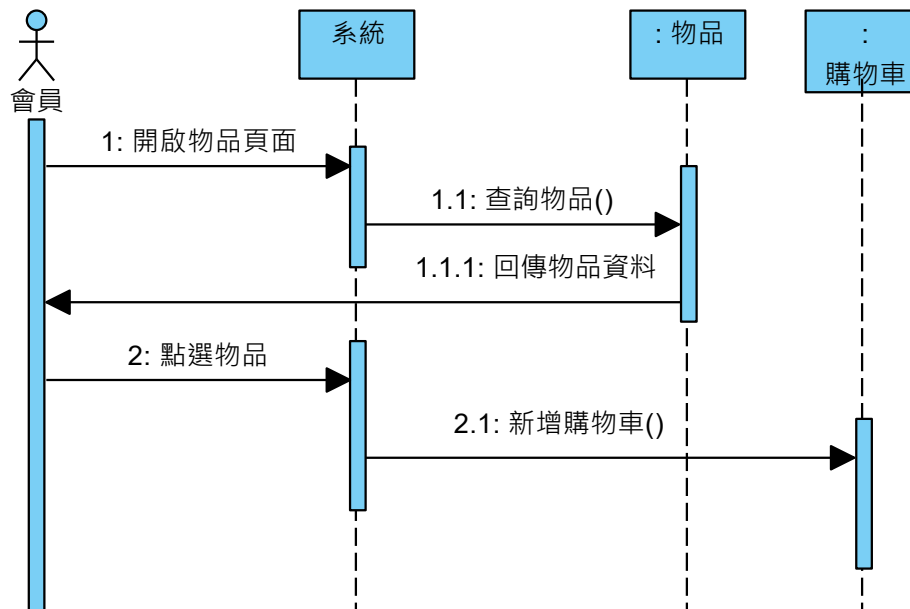 系統
: 物品
:
購物車
會員
1: 開啟物品頁面
1.1: 查詢物品()
1.1.1: 回傳物品資料
2: 點選物品
2.1: 新增購物車()